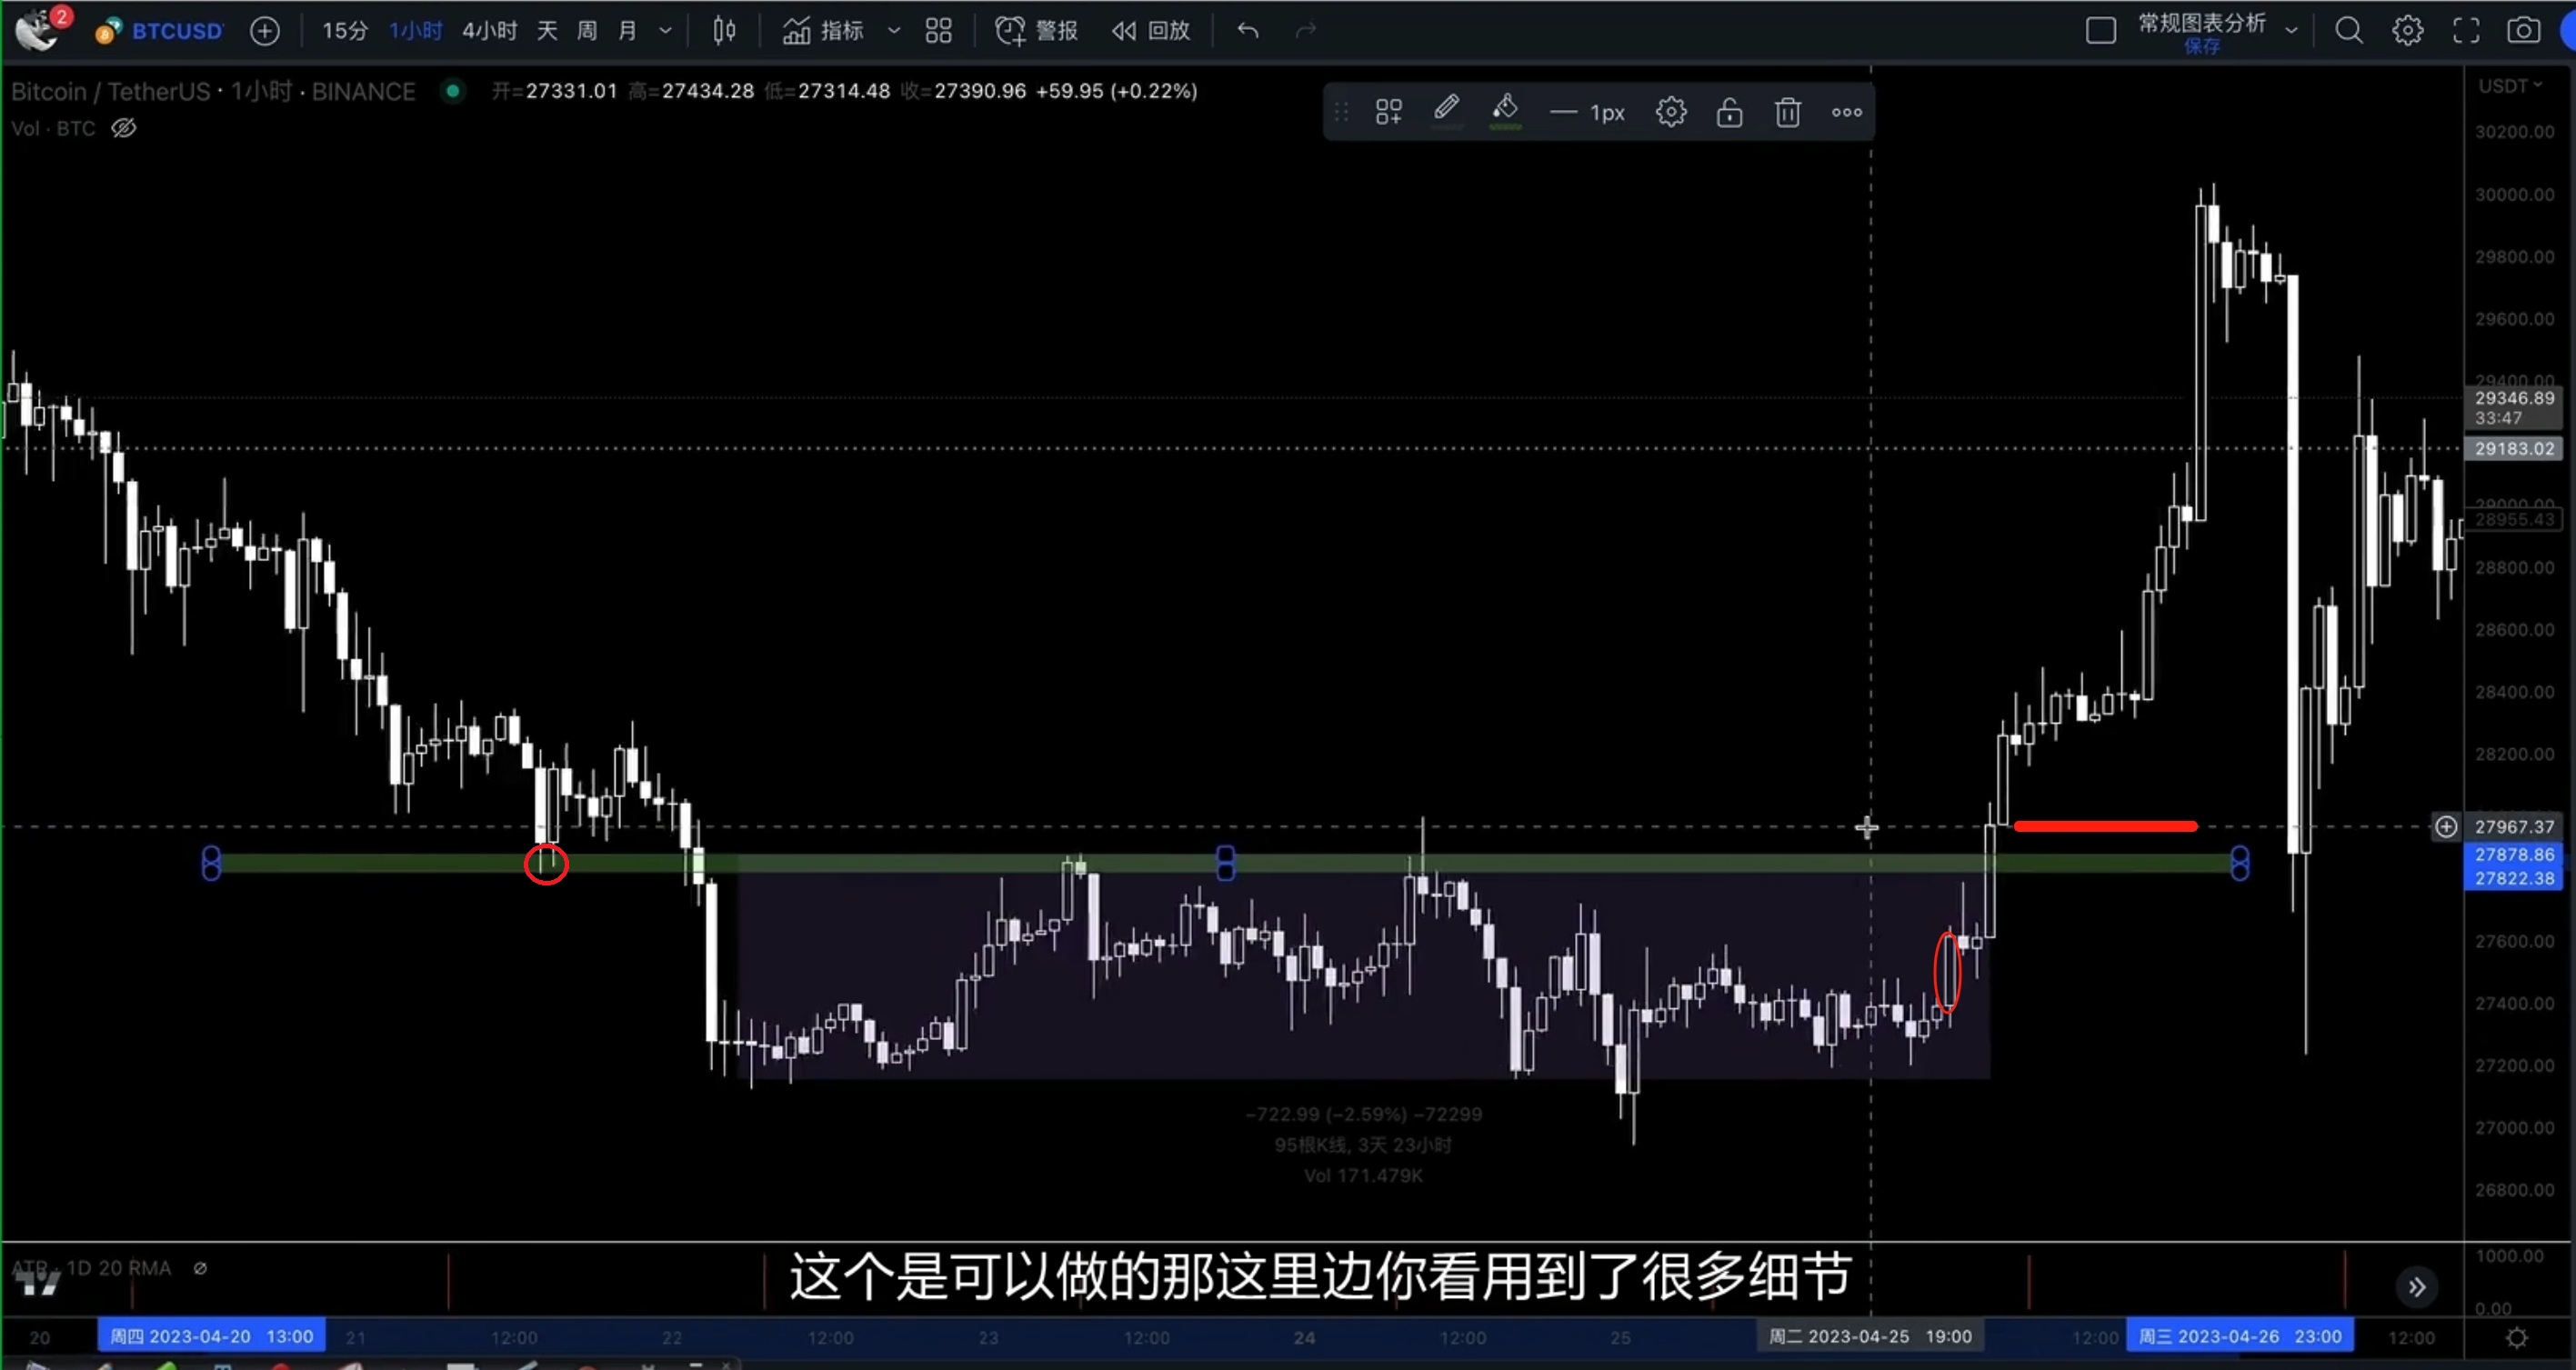 2
BTCUSD 15分 1小时 4小时 天 周 月 指标 警报 回放 常规图表分析
保存
Bitcoin / TetherUS · 1小时 · BINANCE 开=27331.01 高=27434.28 低=27314.48 收=27390.96 +59.95 (+0.22%)
Vol · BTC
1px
USDT
30200.00
30000.00
29800.00
29600.00
29400.00
29346.89
33:47
29183.02
29000.00
28955.43
28800.00
28600.00
28400.00
28200.00
27967.37
27878.86
27822.38
27600.00
27400.00
27200.00
27000.00
26800.00
−722.99 (−2.59%) −72299
95根K线, 3天 23小时
Vol 171.479K
ATR · 1D 20 RMA
1000.00
0.00
这个是可以做的那这里边你看用到了很多细节
20 周四 2023-04-20 13:00 21 12:00 22 12:00 23 12:00 24 12:00 25 周二 2023-04-25 19:00 12:00 周三 2023-04-26 23:00 12:00